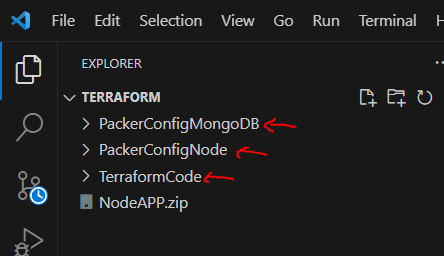 File Edit Selection View Go Run Terminal H
EXPLORER
TERRAFORM
PackerConfigMongoDB
PackerConfigNode
TerraformCode
NodeAPP.zip